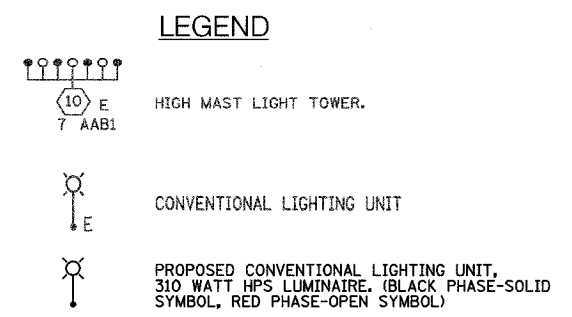 LEGEND
10 E
7 AAB1
HIGH MAST LIGHT TOWER.
E
CONVENTIONAL LIGHTING UNIT
PROPOSED CONVENTIONAL LIGHTING UNIT,
310 WATT HPS LUMINAIRE. (BLACK PHASE-SOLID
SYMBOL, RED PHASE-OPEN SYMBOL)